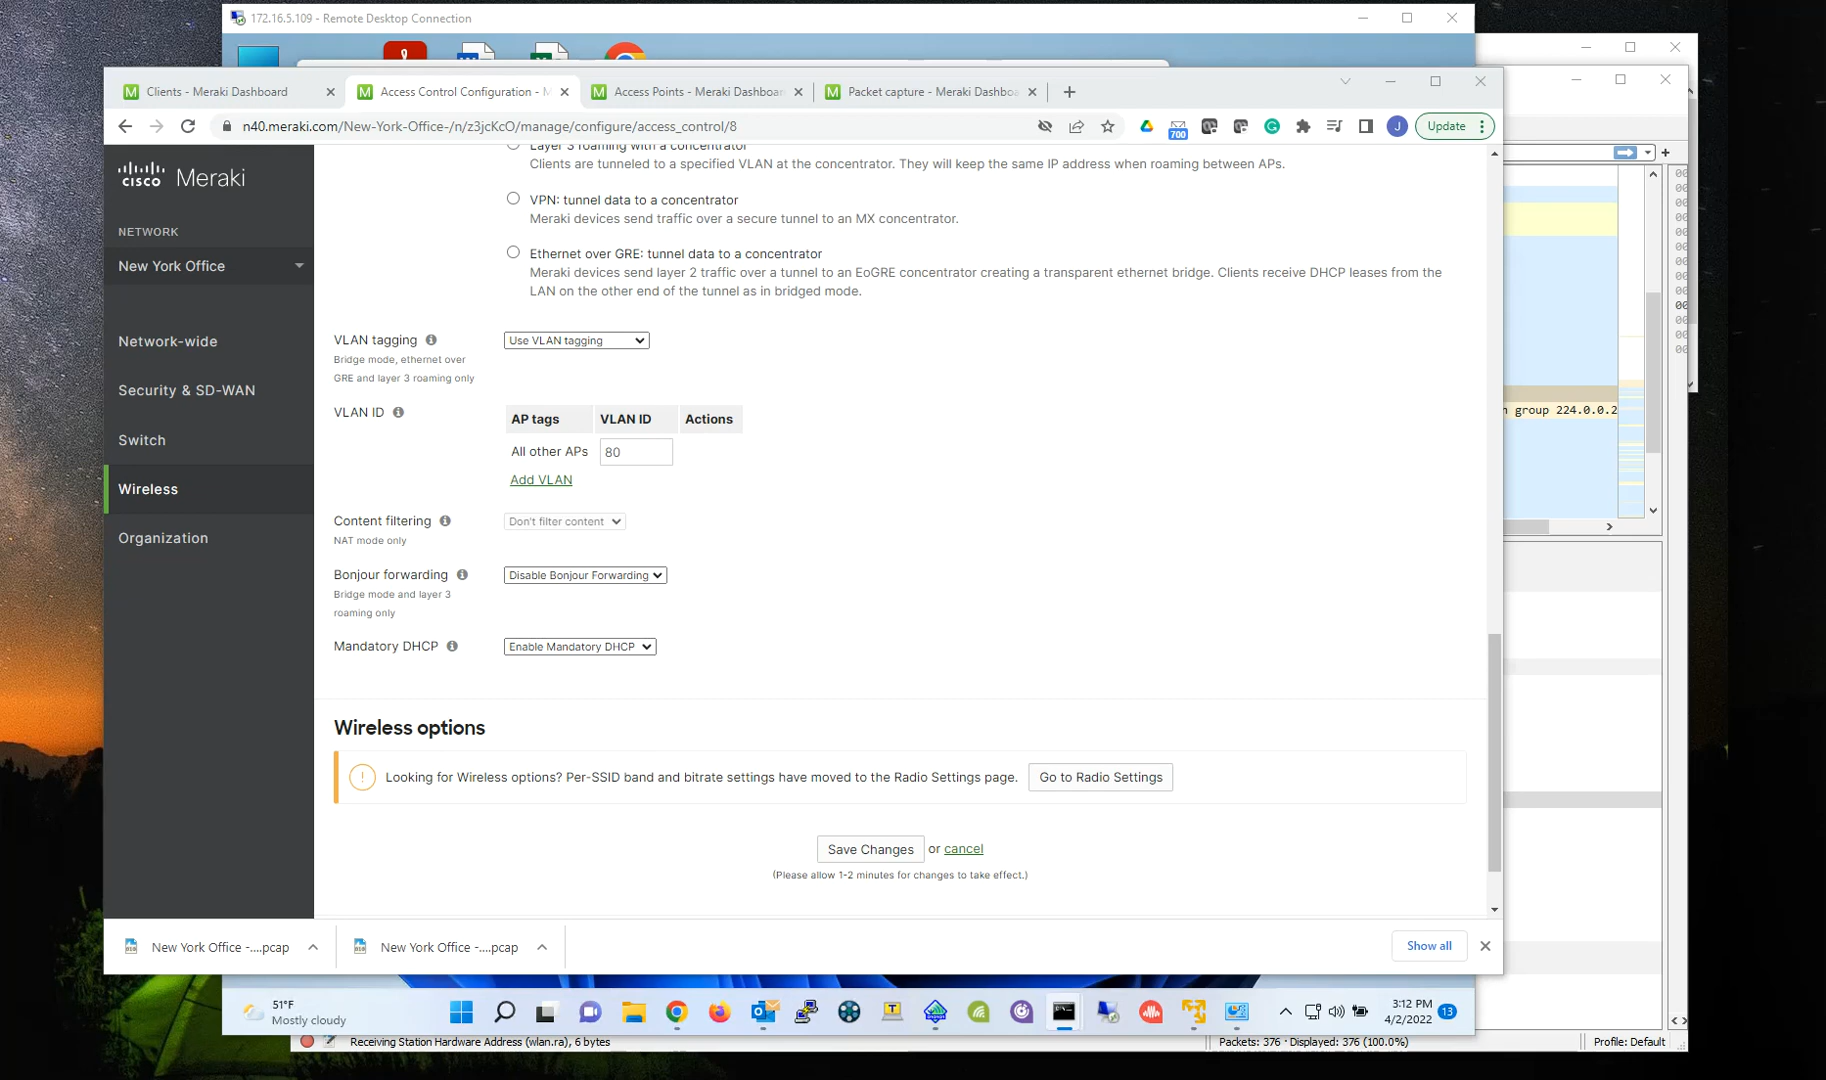 172.16.5.109 - Remote Desktop Connection
Clients - Meraki Dashboard
Access Control Configuration - M
Access Points - Meraki Dashboar
Packet capture - Meraki Dashbo
n40.meraki.com/New-York-Office-/n/z3jcKcO/manage/configure/access_control/8
700
J
Update
cisco Meraki
NETWORK
New York Office
Network-wide
Security & SD-WAN
Switch
Wireless
Organization
Layer 3 roaming with a concentrator
Clients are tunneled to a specified VLAN at the concentrator. They will keep the same IP address when roaming between APs.
VPN: tunnel data to a concentrator
Meraki devices send traffic over a secure tunnel to an MX concentrator.
Ethernet over GRE: tunnel data to a concentrator
Meraki devices send layer 2 traffic over a tunnel to an EoGRE concentrator creating a transparent ethernet bridge. Clients receive DHCP leases from the
LAN on the other end of the tunnel as in bridged mode.
VLAN tagging
Use VLAN tagging
Bridge mode, ethernet over
GRE and layer 3 roaming only
VLAN ID
AP tags VLAN ID Actions
All other APs 80
Add VLAN
Content filtering
Don't filter content
NAT mode only
Bonjour forwarding
Disable Bonjour Forwarding
Bridge mode and layer 3
roaming only
Mandatory DHCP
Enable Mandatory DHCP
Wireless options
Looking for Wireless options? Per-SSID band and bitrate settings have moved to the Radio Settings page. Go to Radio Settings
Save Changes or cancel
(Please allow 1-2 minutes for changes to take effect.)
group 224.0.0.2
New York Office -....pcap
New York Office -....pcap
Show all
51°F
Mostly cloudy
3:12 PM
4/2/2022
13
Receiving Station Hardware Address (wlan.ra), 6 bytes
Packets: 376 · Displayed: 376 (100.0%)
Profile: Default